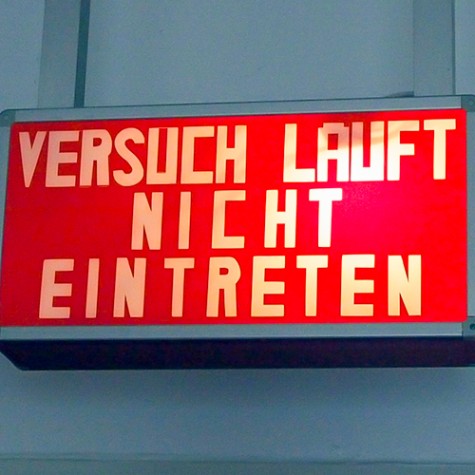 VERSUCH LAUFT
NICHT
EINTRETEN